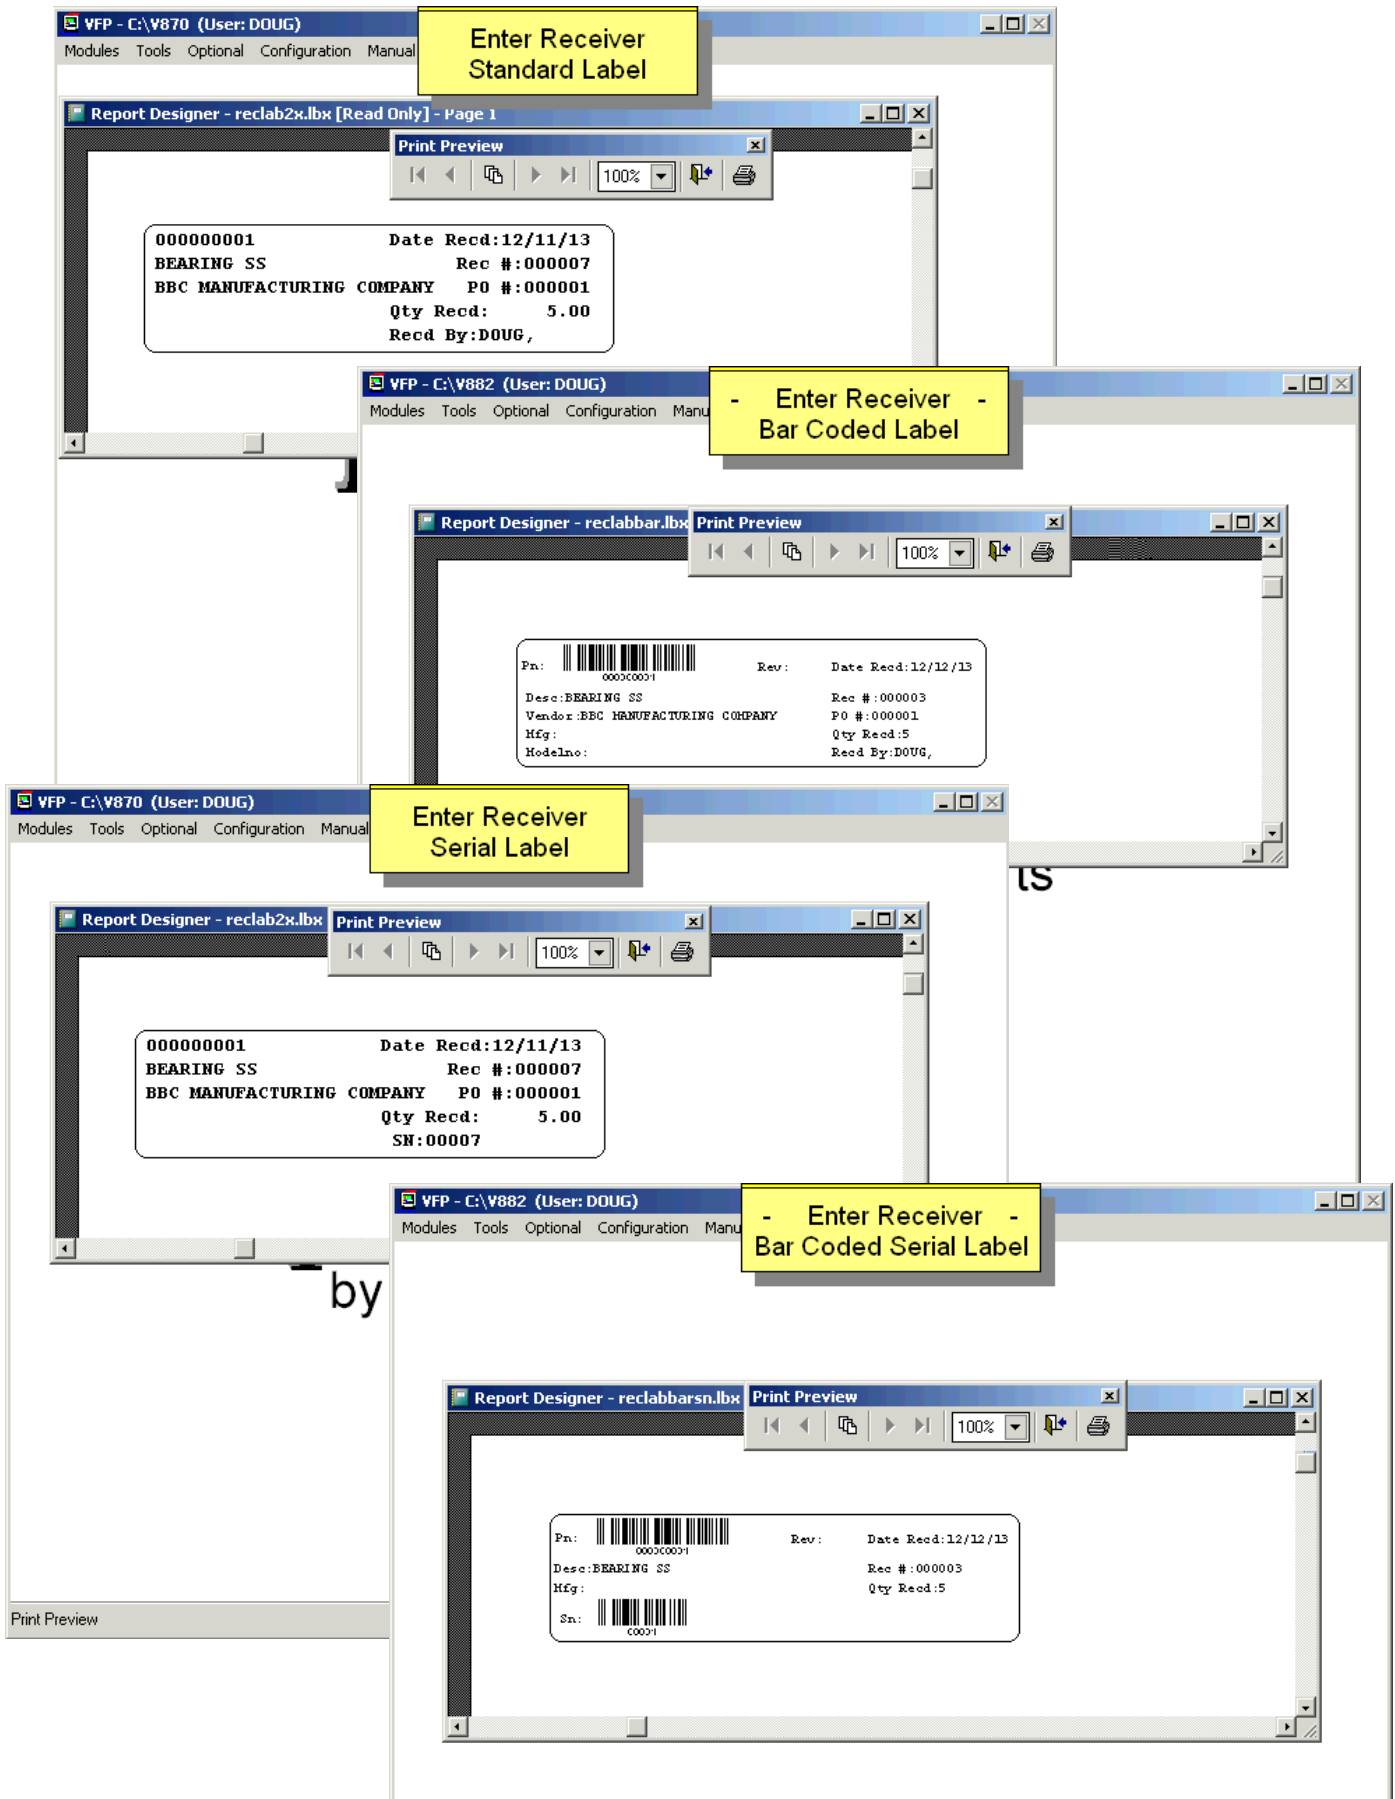 VFP - C:\V870 (User: DOUG)
Enter Receiver
Standard Label
Modules Tools Optional Configuration Manual
Report Designer - reclab2x.lbx [Read Only] - Page 1
Print Preview
100%
000000001 Date Recd:12/11/13
BEARING SS Rec #:000007
BBC MANUFACTURING COMPANY PO #:000001
Qty Recd: 5.00
Recd By:DOUG,
VFP - C:\V882 (User: DOUG)
- Enter Receiver -
Bar Coded Label
Modules Tools Optional Configuration Manu
Report Designer - reclabbar.lbx
Print Preview
100%
Pn: Rev: Date Recd:12/12/13
000000001
Desc:BEARING SS Rec #:000003
Vendor:BBC MANUFACTURING COMPANY PO #:000001
Mfg: Qty Recd:5
Modelno: Recd By:DOUG,
VFP - C:\V870 (User: DOUG)
Enter Receiver
Serial Label
Modules Tools Optional Configuration Manual
ts
Report Designer - reclab2x.lbx
Print Preview
100%
000000001 Date Recd:12/11/13
BEARING SS Rec #:000007
BBC MANUFACTURING COMPANY PO #:000001
Qty Recd: 5.00
SN:00007
VFP - C:\V882 (User: DOUG)
- Enter Receiver -
Bar Coded Serial Label
Modules Tools Optional Configuration Manu
by
Report Designer - reclabbarsn.lbx
Print Preview
100%
Pn: Rev: Date Recd:12/12/13
000000001
Desc:BEARING SS Rec #:000003
Mfg: Qty Recd:5
Sn:
00001
Print Preview